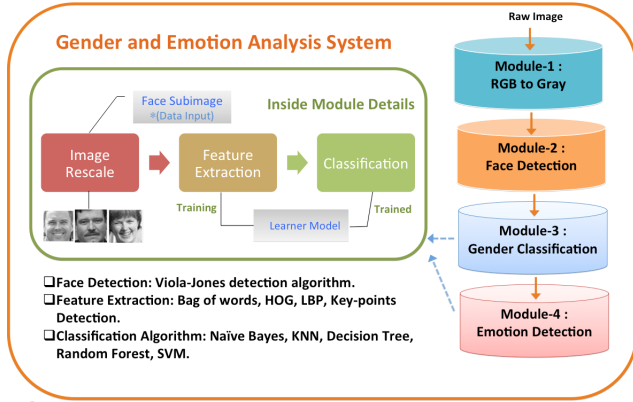 Raw Image
Gender and Emotion Analysis System
Module-1 :
RGB to Gray
Face Subimage
*(Data Input)
Inside Module Details
Image
Rescale
Feature
Extraction
Classification
Module-2 :
Face Detection
Training
Trained
Learner Model
Module-3 :
Gender Classification
❑Face Detection: Viola-Jones detection algorithm.
❑Feature Extraction: Bag of words, HOG, LBP, Key-points
Detection.
❑Classification Algorithm: Naïve Bayes, KNN, Decision Tree,
Random Forest, SVM.
Module-4 :
Emotion Detection